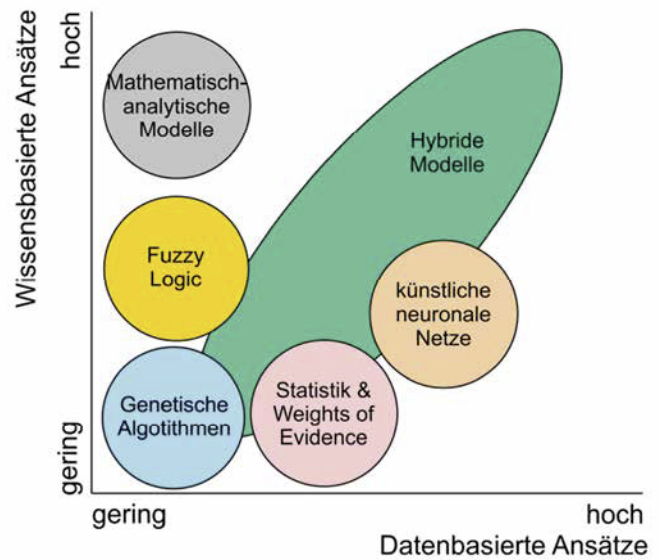 Wissensbasierte Ansätze
hoch
Mathematisch-
analytische
Modelle
Hybride
Modelle
Fuzzy
Logic
künstliche
neuronale
Netze
Genetische
Algotithmen
Statistik &
Weights of
Evidence
gering
gering
hoch
Datenbasierte Ansätze